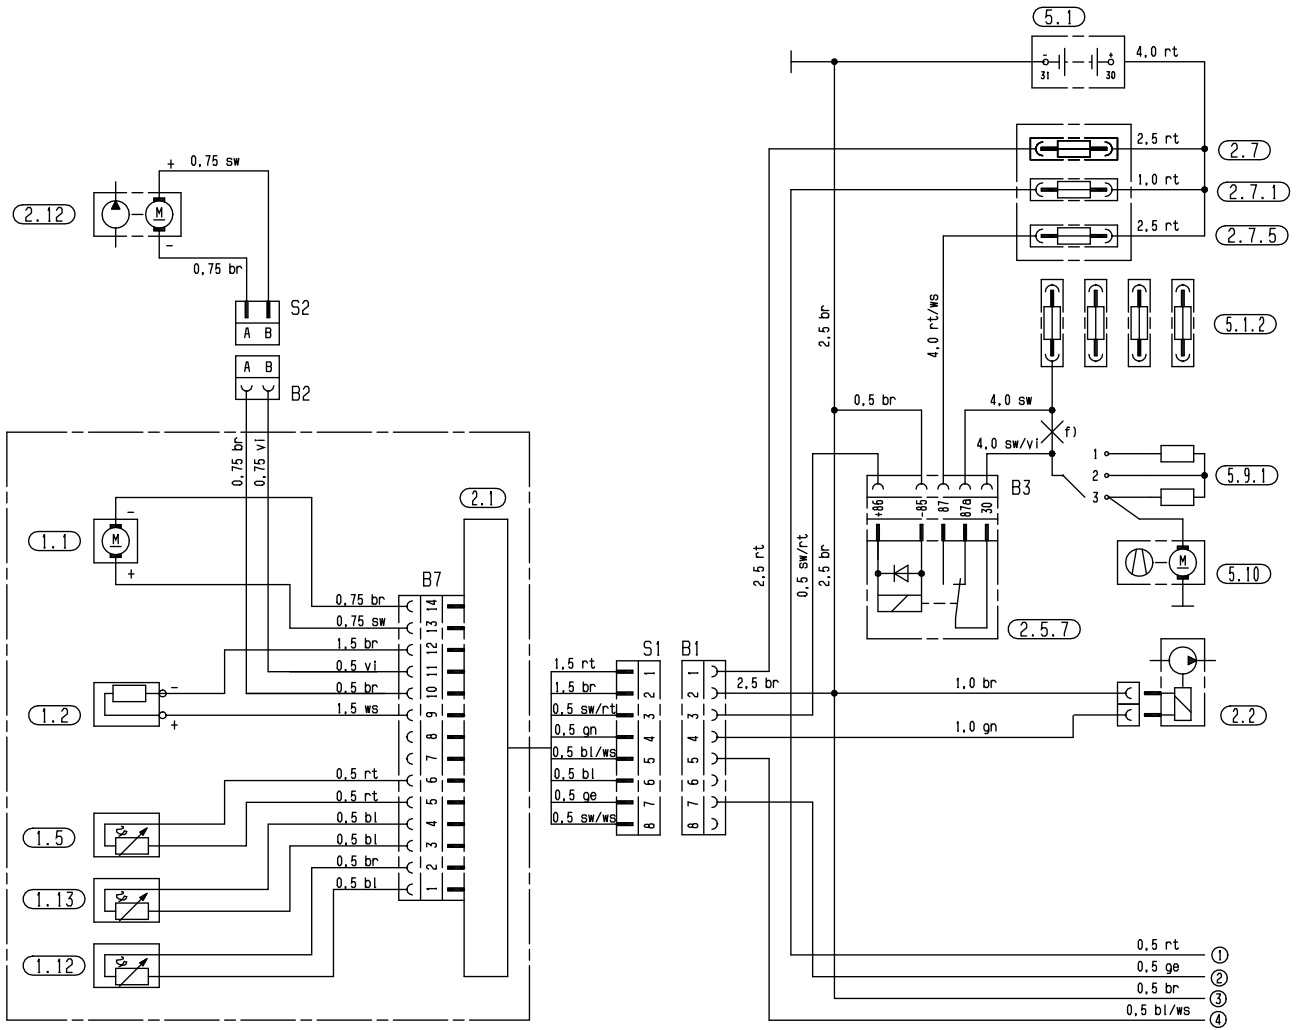 5.1
4,0 rt
-
+
31
30
2,5 rt
2.7
1,0 rt
2.7.1
2,5 rt
2.7.5
+ 0,75 sw
2.12
M
-
0,75 br
S2
A B
A B
B2
0,75 br
0,75 vi
2,5 br
4,0 rt/ws
5.1.2
0,5 br
4,0 sw
f)
4,0 sw/vi
1
2
3
5.9.1
B3
+86
-85
87
87a
30
2.1
1.1
-
M
+
2,5 rt
0,5 sw/rt
2,5 br
M
5.10
2.5.7
B7
0,75 br 14
0,75 sw 13
1,5 br 12
0,5 vi 11
0,5 br 10
1,5 ws 9
8
7
0,5 rt 6
0,5 rt 5
0,5 bl 4
0,5 bl 3
0,5 br 2
0,5 bl 1
1.2
-
+
1.5
1.13
1.12
S1
B1
1,5 rt 1
1,5 br 2
0,5 sw/rt 3
0,5 gn 4
0,5 bl/ws 5
0,5 bl 6
0,5 ge 7
0,5 sw/ws 8
1
2
3
4
5
6
7
8
2,5 br
1,0 br
1,0 gn
2.2
0,5 rt 1
0,5 ge 2
0,5 br 3
0,5 bl/ws 4